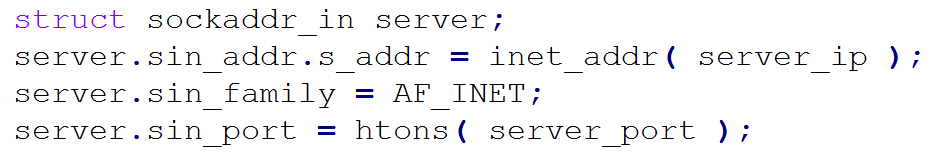 struct sockaddr_in server;
server.sin_addr.s_addr = inet_addr( server_ip );
server.sin_family = AF_INET;
server.sin_port = htons( server_port );